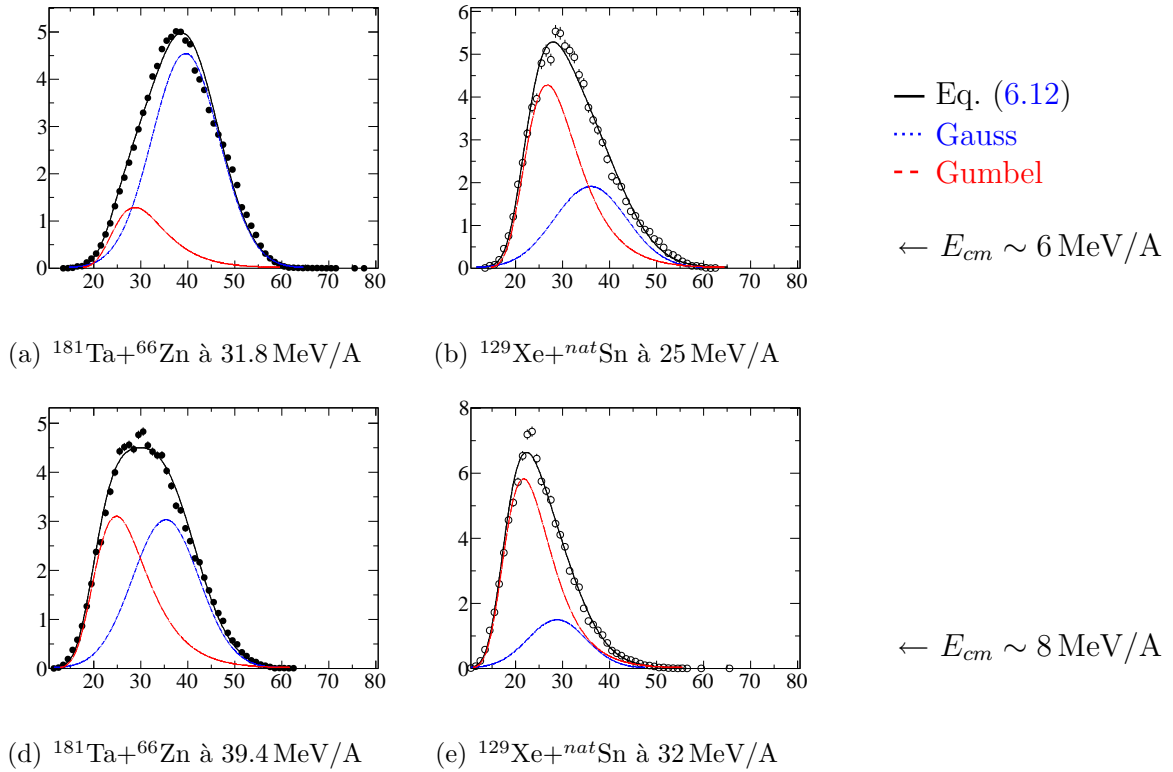 5
4
3
2
1
0
20 30 40 50 60 70 80
6
5
4
3
2
1
0
20 30 40 50 60 70 80
Eq. (6.12)
Gauss
Gumbel
← E_cm ∼ 6 MeV/A
(a) ¹⁸¹Ta+⁶⁶Zn à 31.8 MeV/A
(b) ¹²⁹Xe+ⁿᵃᵗSn à 25 MeV/A
5
4
3
2
1
0
20 30 40 50 60 70 80
8
6
4
2
0
20 30 40 50 60 70 80
← E_cm ∼ 8 MeV/A
(d) ¹⁸¹Ta+⁶⁶Zn à 39.4 MeV/A
(e) ¹²⁹Xe+ⁿᵃᵗSn à 32 MeV/A